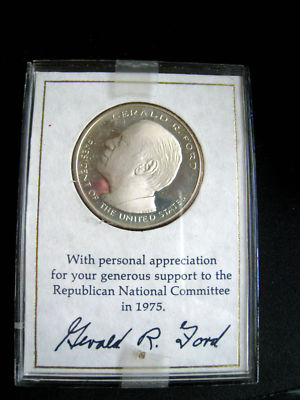 GERALD R. FORD
PRESIDENT OF THE UNITED STATES
With personal appreciation
for your generous support to the
Republican National Committee
in 1975.
Gerald R. Ford